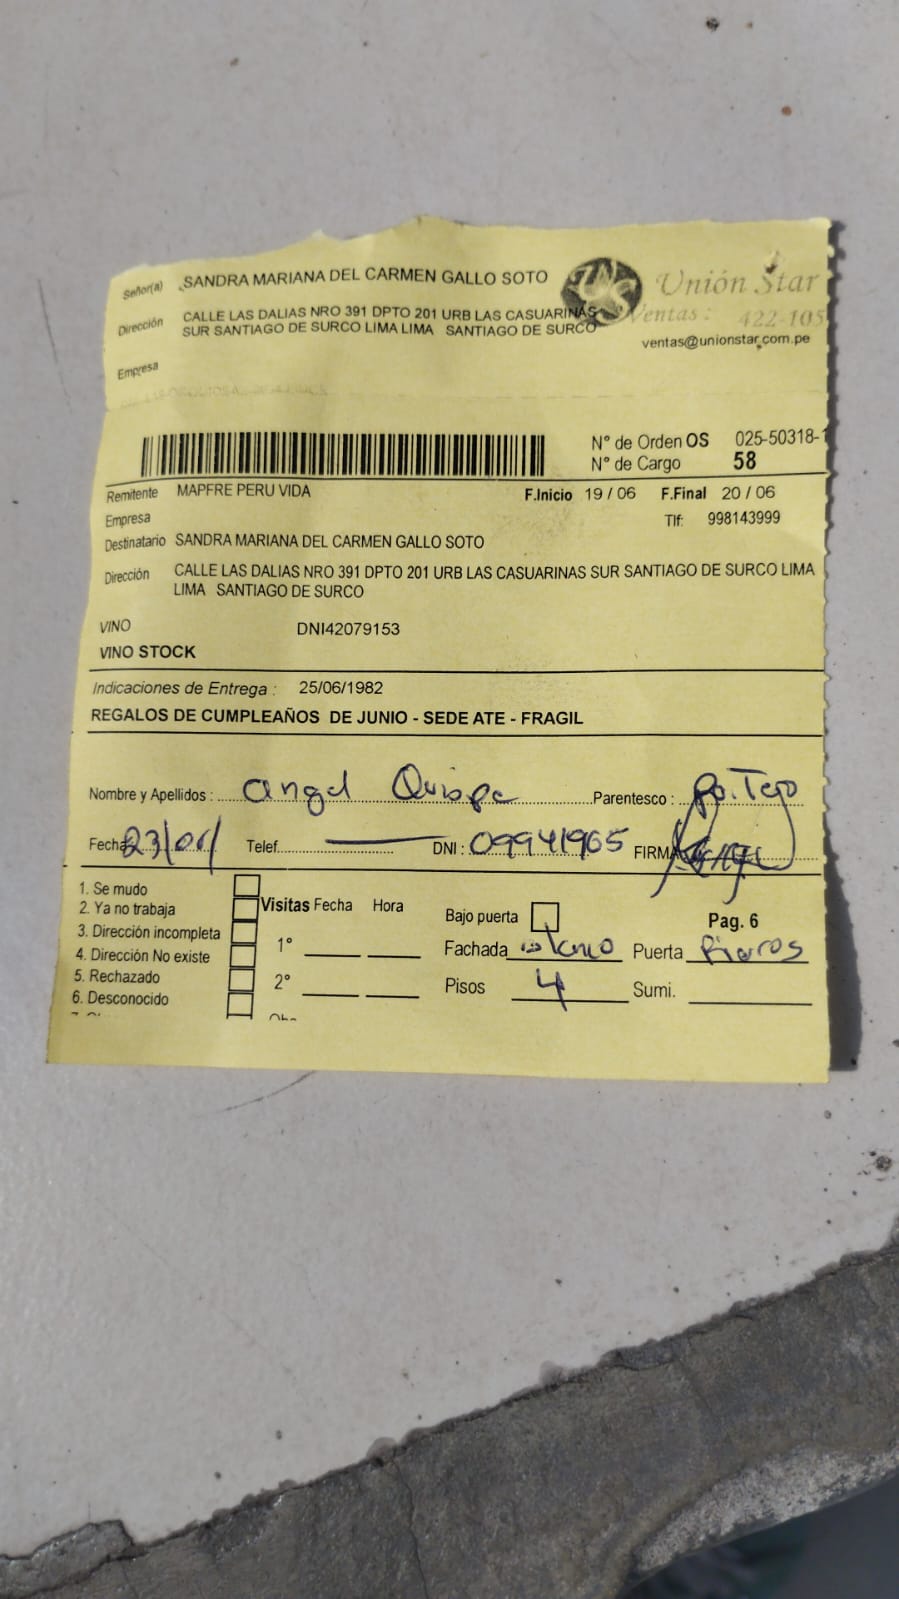 Señor(a) SANDRA MARIANA DEL CARMEN GALLO SOTO
Unión Star
Dirección CALLE LAS DALIAS NRO 391 DPTO 201 URB LAS CASUARINAS
SUR SANTIAGO DE SURCO LIMA LIMA SANTIAGO DE SURCO
Ventas : 422-105
ventas@unionstar.com.pe
Empresa
N° de Orden OS 025-50318-1
N° de Cargo 58
Remitente MAPFRE PERU VIDA F.Inicio 19 / 06 F.Final 20 / 06
Empresa Tlf: 998143999
Destinatario SANDRA MARIANA DEL CARMEN GALLO SOTO
Dirección CALLE LAS DALIAS NRO 391 DPTO 201 URB LAS CASUARINAS SUR SANTIAGO DE SURCO LIMA
LIMA SANTIAGO DE SURCO
VINO DNI42079153
VINO STOCK
Indicaciones de Entrega : 25/06/1982
REGALOS DE CUMPLEAÑOS DE JUNIO - SEDE ATE - FRAGIL
Nombre y Apellidos : Angel Quispe Parentesco :
Fecha 23/06/ Telef. DNI : 09941965 FIRMA
1. Se mudo
2. Ya no trabaja
3. Dirección incompleta
4. Dirección No existe
5. Rechazado
6. Desconocido
Visitas Fecha Hora
1°
2°
Bajo puerta Pag. 6
Fachada Puerta
Pisos 4 Sumi.